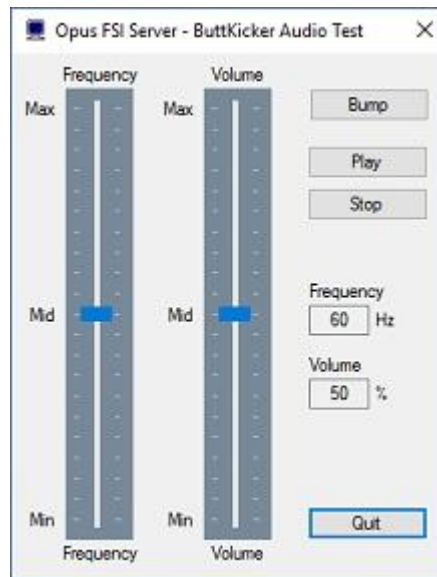 Opus FSI Server - ButtKicker Audio Test
Frequency Volume
Max Max
Bump
Play
Stop
Frequency
Mid Mid 60 Hz
Volume
50 %
Min Min Quit
Frequency Volume